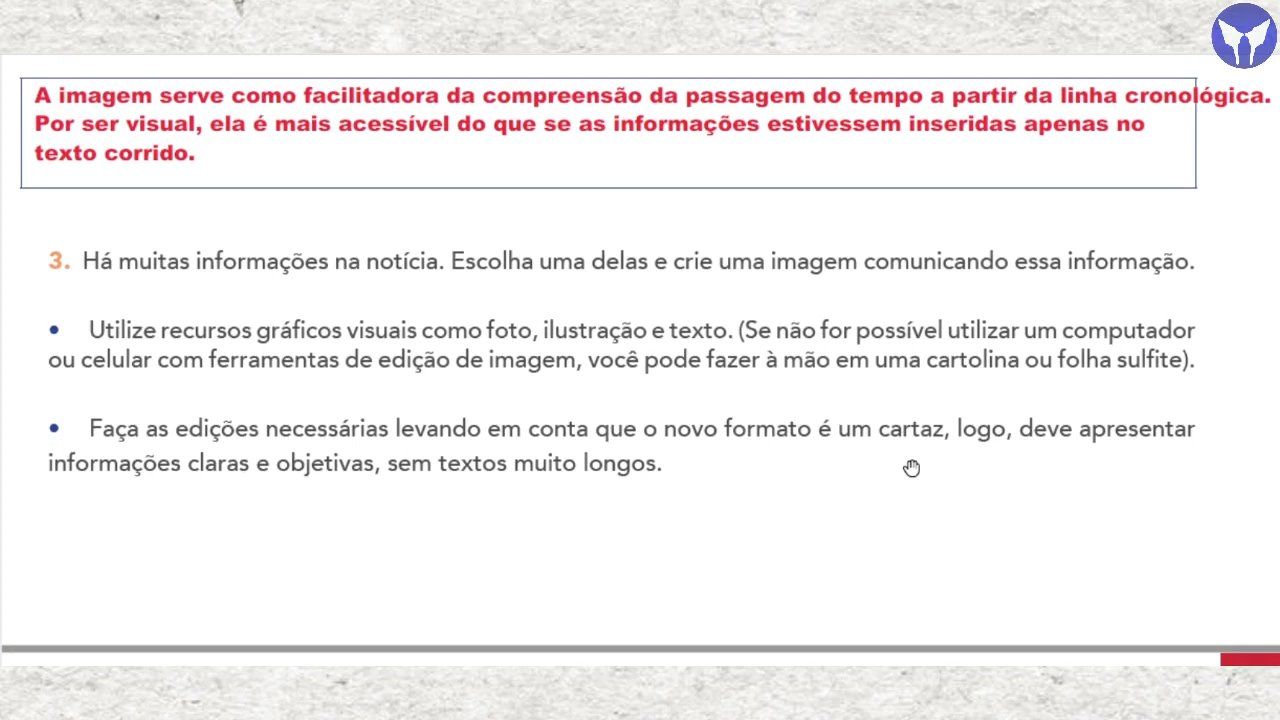 A imagem serve como facilitadora da compreensão da passagem do tempo a partir da linha cronológica.
Por ser visual, ela é mais acessível do que se as informações estivessem inseridas apenas no
texto corrido.
3. Há muitas informações na notícia. Escolha uma delas e crie uma imagem comunicando essa informação.
• Utilize recursos gráficos visuais como foto, ilustração e texto. (Se não for possível utilizar um computador
ou celular com ferramentas de edição de imagem, você pode fazer à mão em uma cartolina ou folha sulfite).
• Faça as edições necessárias levando em conta que o novo formato é um cartaz, logo, deve apresentar
informações claras e objetivas, sem textos muito longos.